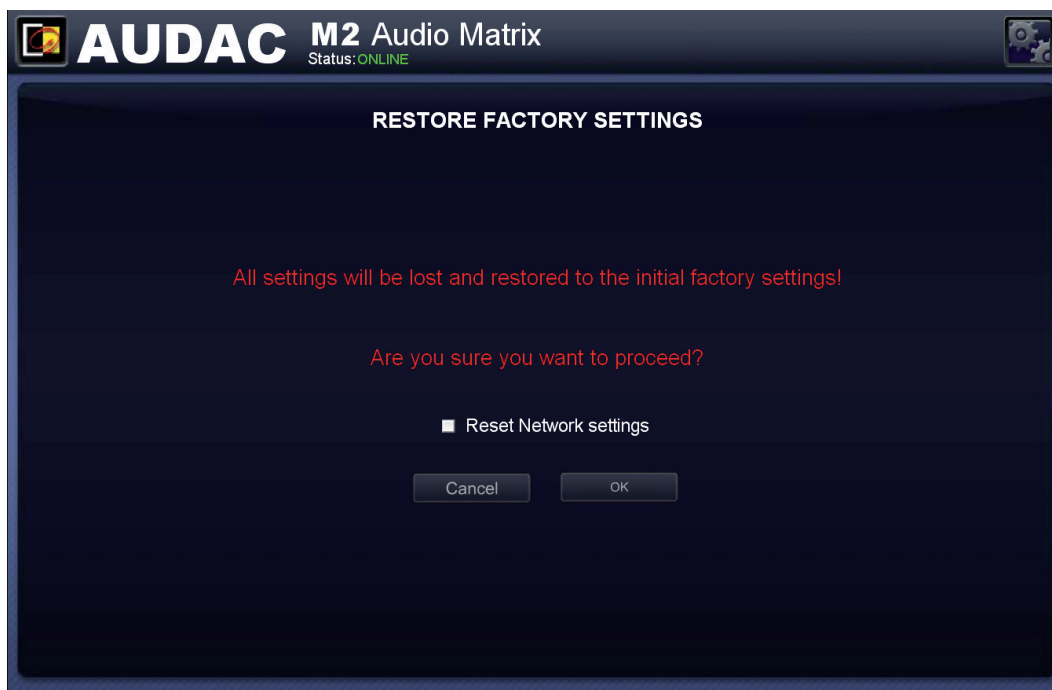 AUDAC M2 Audio Matrix
Status:ONLINE
RESTORE FACTORY SETTINGS
All settings will be lost and restored to the initial factory settings!
Are you sure you want to proceed?
Reset Network settings
Cancel OK